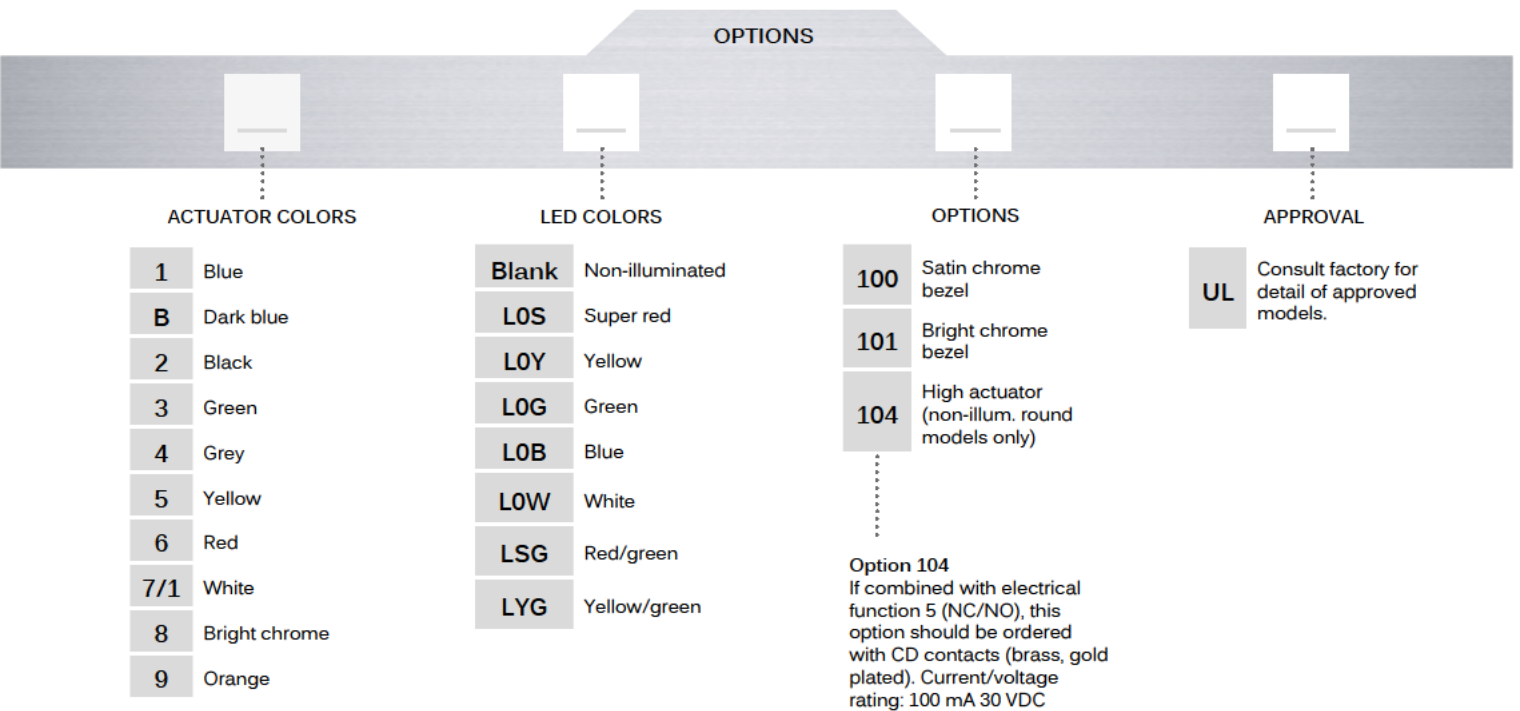 OPTIONS
ACTUATOR COLORS
1 Blue
B Dark blue
2 Black
3 Green
4 Grey
5 Yellow
6 Red
7/1 White
8 Bright chrome
9 Orange
LED COLORS
Blank Non-illuminated
L0S Super red
L0Y Yellow
L0G Green
L0B Blue
L0W White
LSG Red/green
LYG Yellow/green
OPTIONS
100 Satin chrome
bezel
101 Bright chrome
bezel
104 High actuator
(non-illum. round
models only)
Option 104
If combined with electrical
function 5 (NC/NO), this
option should be ordered
with CD contacts (brass, gold
plated). Current/voltage
rating: 100 mA 30 VDC
APPROVAL
UL Consult factory for
detail of approved
models.